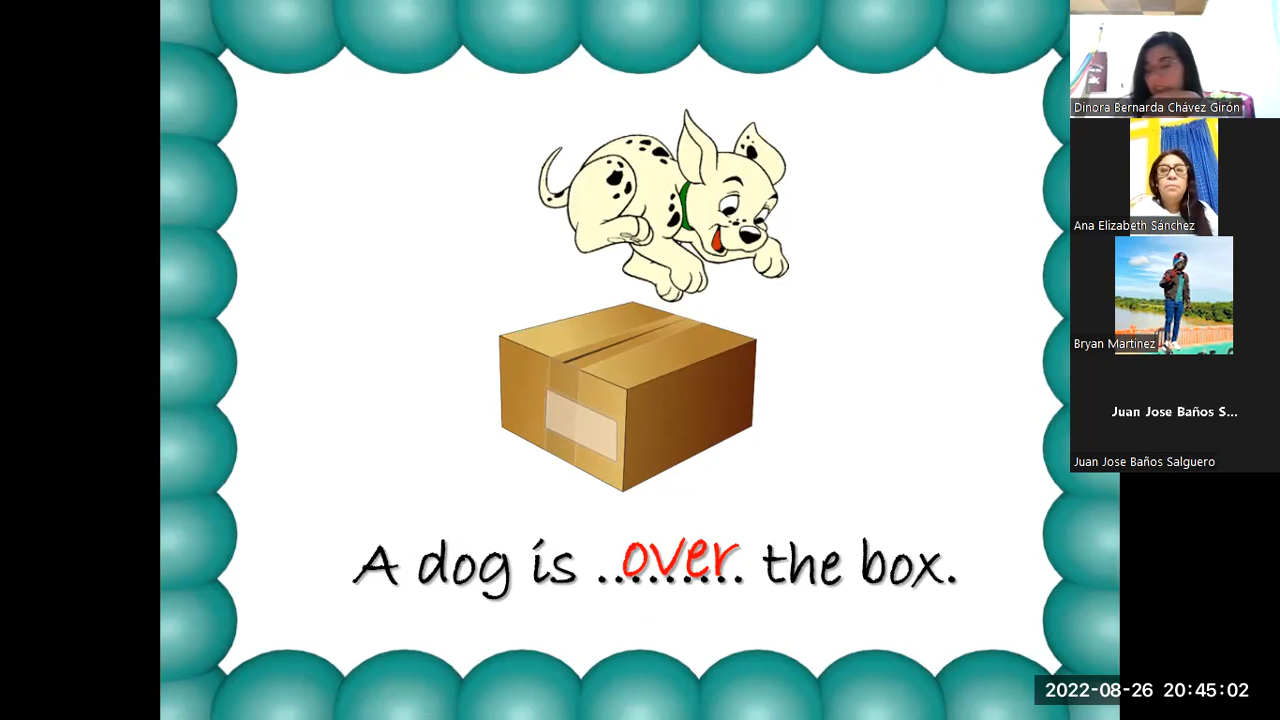 A dog is ......... the box.
over
Dinora Bernarda Chávez Girón
Ana Elizabeth Sánchez
Bryan Martinez
Juan Jose Baños S...
Juan Jose Baños Salguero
2022-08-26 20:45:02